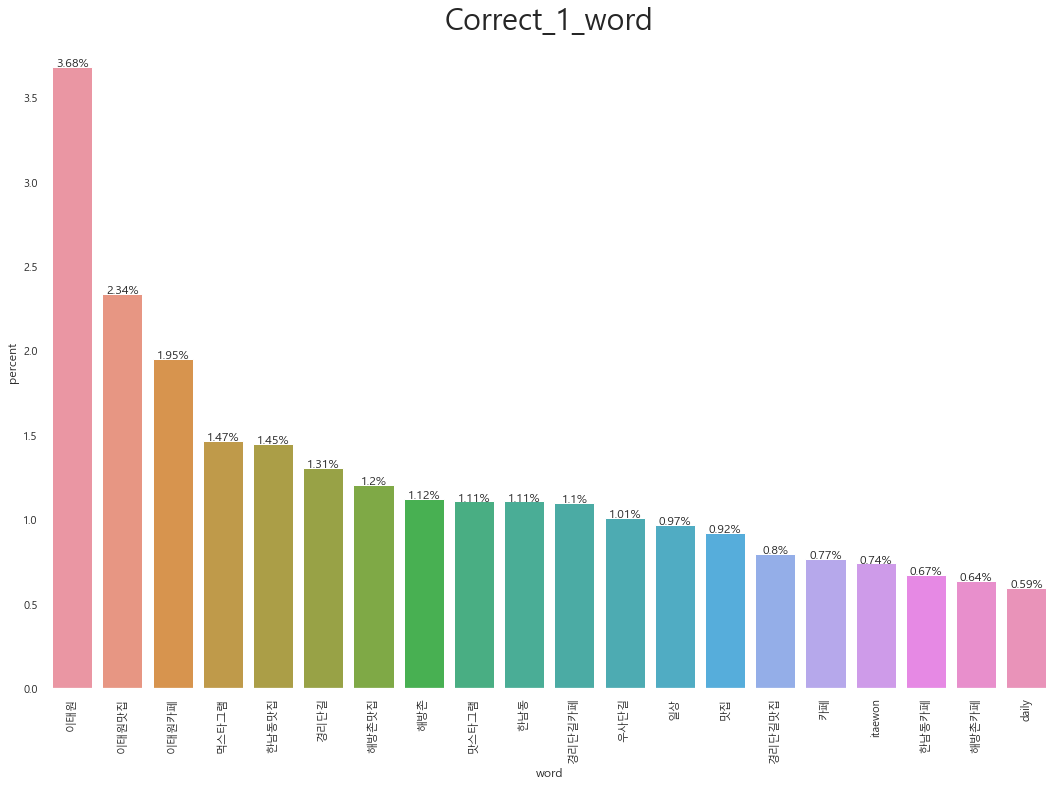 Correct_1_word
3.68%
2.34%
1.95%
1.47%
1.45%
1.31%
1.2%
1.12%
1.11%
1.11%
1.1%
1.01%
0.97%
0.92%
0.8%
0.77%
0.74%
0.67%
0.64%
0.59%
3.5
3.0
2.5
2.0
1.5
1.0
0.5
0.0
percent
이태원
이태원맛집
이태원카페
먹스타그램
한남동맛집
경리단길
해방촌맛집
해방촌
맛스타그램
한남동
경리단길카페
우사단길
일상
맛집
경리단길맛집
카페
itaewon
한남동카페
해방촌카페
daily
word